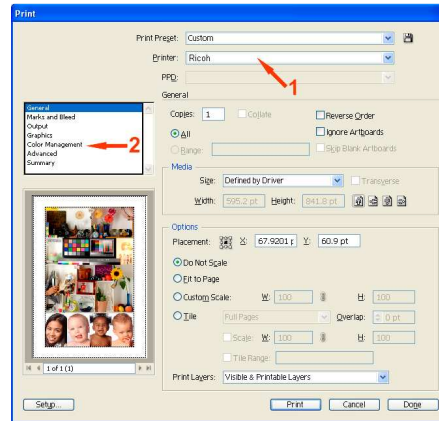 Print
Print Preset: Custom
Printer: Ricoh
PPD:
1
General
General
Marks and Bleed
Output
Graphics
Color Management
Advanced
Summary
2
Copies: 1 Collate Reverse Order
All Ignore Artboards
Range: Skip Blank Artboards
Media
Size: Defined by Driver Transverse
Width: 595.2 pt Height: 841.8 pt
Options
Placement: X: 67.9201 p Y: 60.9 pt
Do Not Scale
Fit to Page
Custom Scale: W: 100 H: 100
Tile Full Pages Overlap: 0 pt
Scale: W: 100 H: 100
Tile Range:
Print Layers: Visible & Printable Layers
1 of 1 (1)
Setup... Print Cancel Done